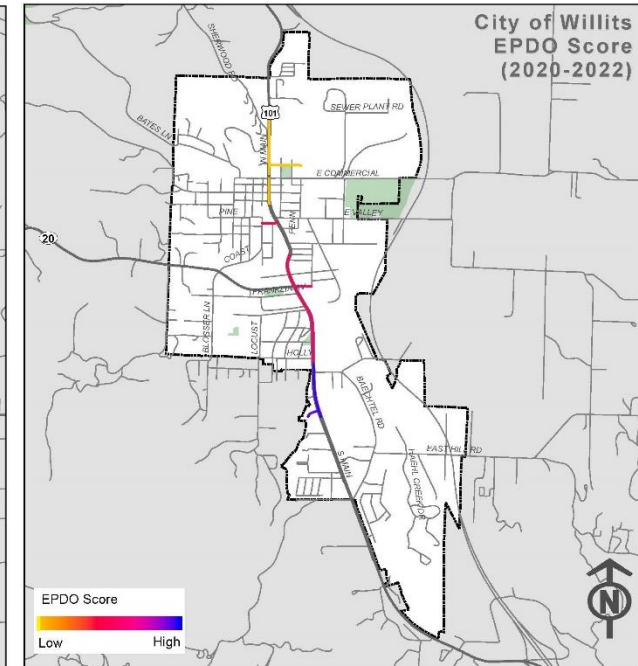 City of Willits
EPDO Score
(2020-2022)
SHERWOOD RD
101
N MAIN
SEWER PLANT RD
BATES LN
E COMMERCIAL
PINE
PENN
E VALLEY
20
COAST
BLOSSER LN
LOCUST
HOLLY
BAECHTEL RD
S MAIN
EAST HILL RD
HAEHL CREEK DR
EPDO Score
Low High
N